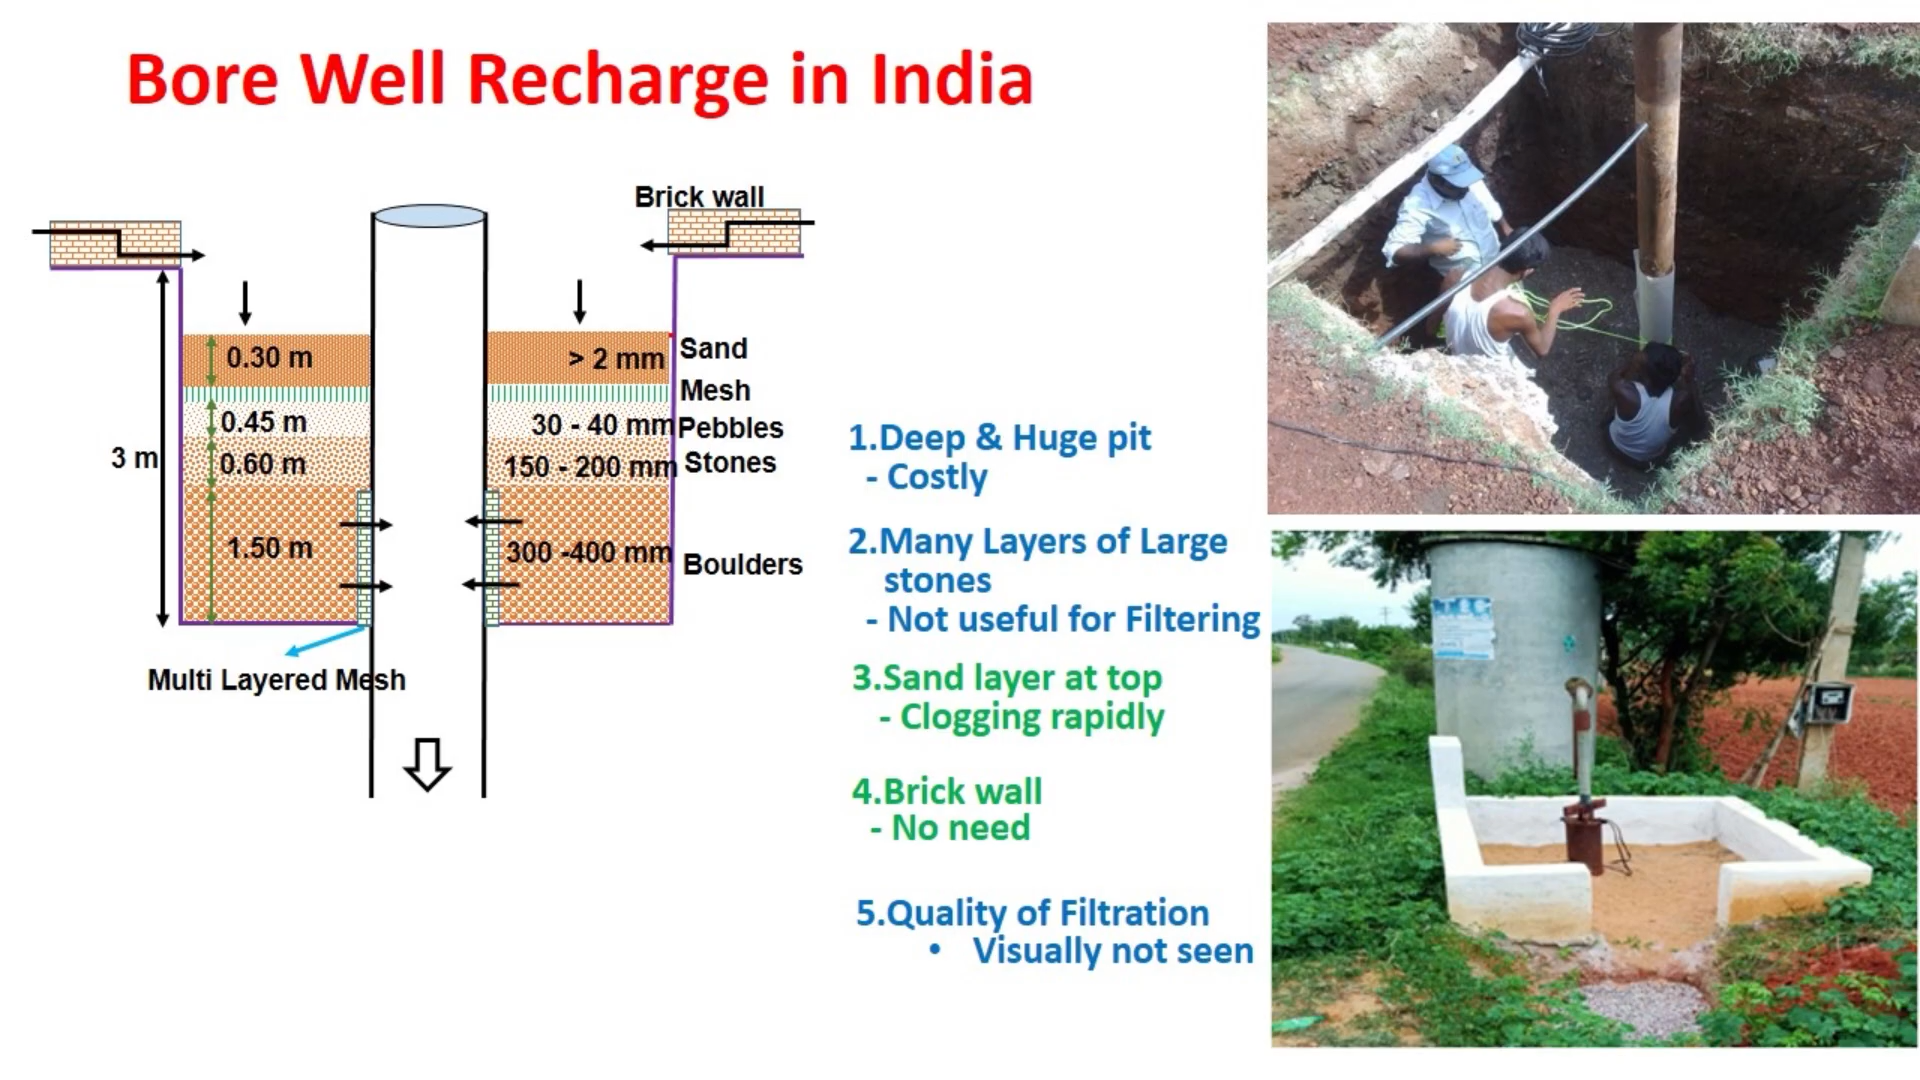 Bore Well Recharge in India
Brick wall
0.30 m
> 2 mm
Sand
Mesh
0.45 m
30 - 40 mm
Pebbles
3 m
0.60 m
150 - 200 mm
Stones
1.50 m
300 -400 mm
Boulders
Multi Layered Mesh
1.Deep & Huge pit
- Costly
2.Many Layers of Large
stones
- Not useful for Filtering
3.Sand layer at top
- Clogging rapidly
4.Brick wall
- No need
5.Quality of Filtration
• Visually not seen